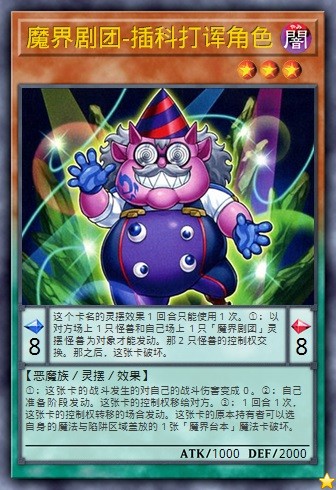 魔界剧团-插科打诨角色
闇
这个卡名的灵摆效果1回合只能使用1次。①：以
对方场上1只怪兽和自己场上1只「魔界剧团」灵
摆怪兽为对象才能发动。那2只怪兽的控制权交
换。那之后，这张卡破坏。
8
8
【恶魔族／灵摆／效果】
①：这张卡的战斗发生的对自己的战斗伤害变成0。②：自己
准备阶段发动。这张卡的控制权移给对方。③：1回合1次，
这张卡的控制权转移的场合发动。这张卡的原本持有者可以选
自身的魔法与陷阱区域盖放的1张「魔界台本」魔法卡破坏。
ATK/1000 DEF/2000